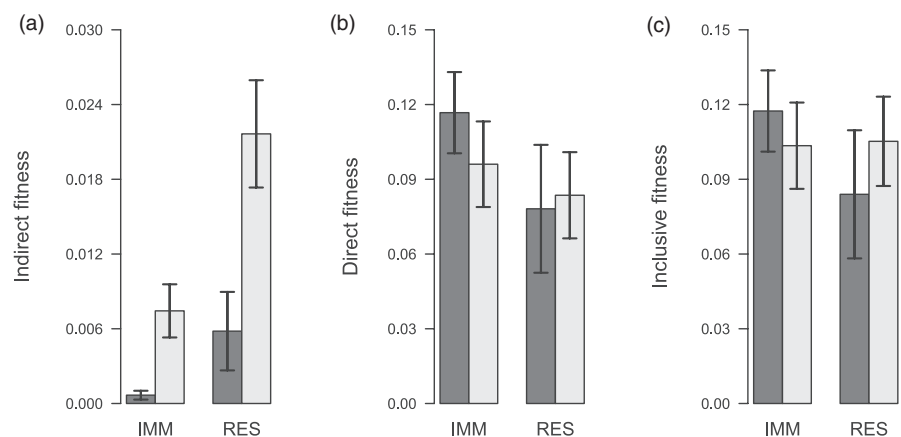 (a)
Indirect fitness
0.030
0.024
0.018
0.012
0.006
0.000
IMM RES
(b)
Direct fitness
0.15
0.12
0.09
0.06
0.03
0.00
IMM RES
(c)
Inclusive fitness
0.15
0.12
0.09
0.06
0.03
0.00
IMM RES